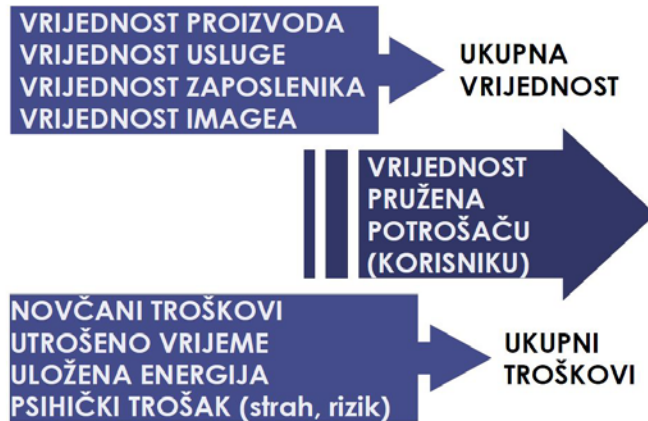 VRIJEDNOST PROIZVODA
VRIJEDNOST USLUGE
VRIJEDNOST ZAPOSLENIKA
VRIJEDNOST IMAGEA
UKUPNA
VRIJEDNOST
VRIJEDNOST
PRUŽENA
POTROŠAČU
(KORISNIKU)
NOVČANI TROŠKOVI
UTROŠENO VRIJEME
ULOŽENA ENERGIJA
PSIHIČKI TROŠAK (strah, rizik)
UKUPNI
TROŠKOVI